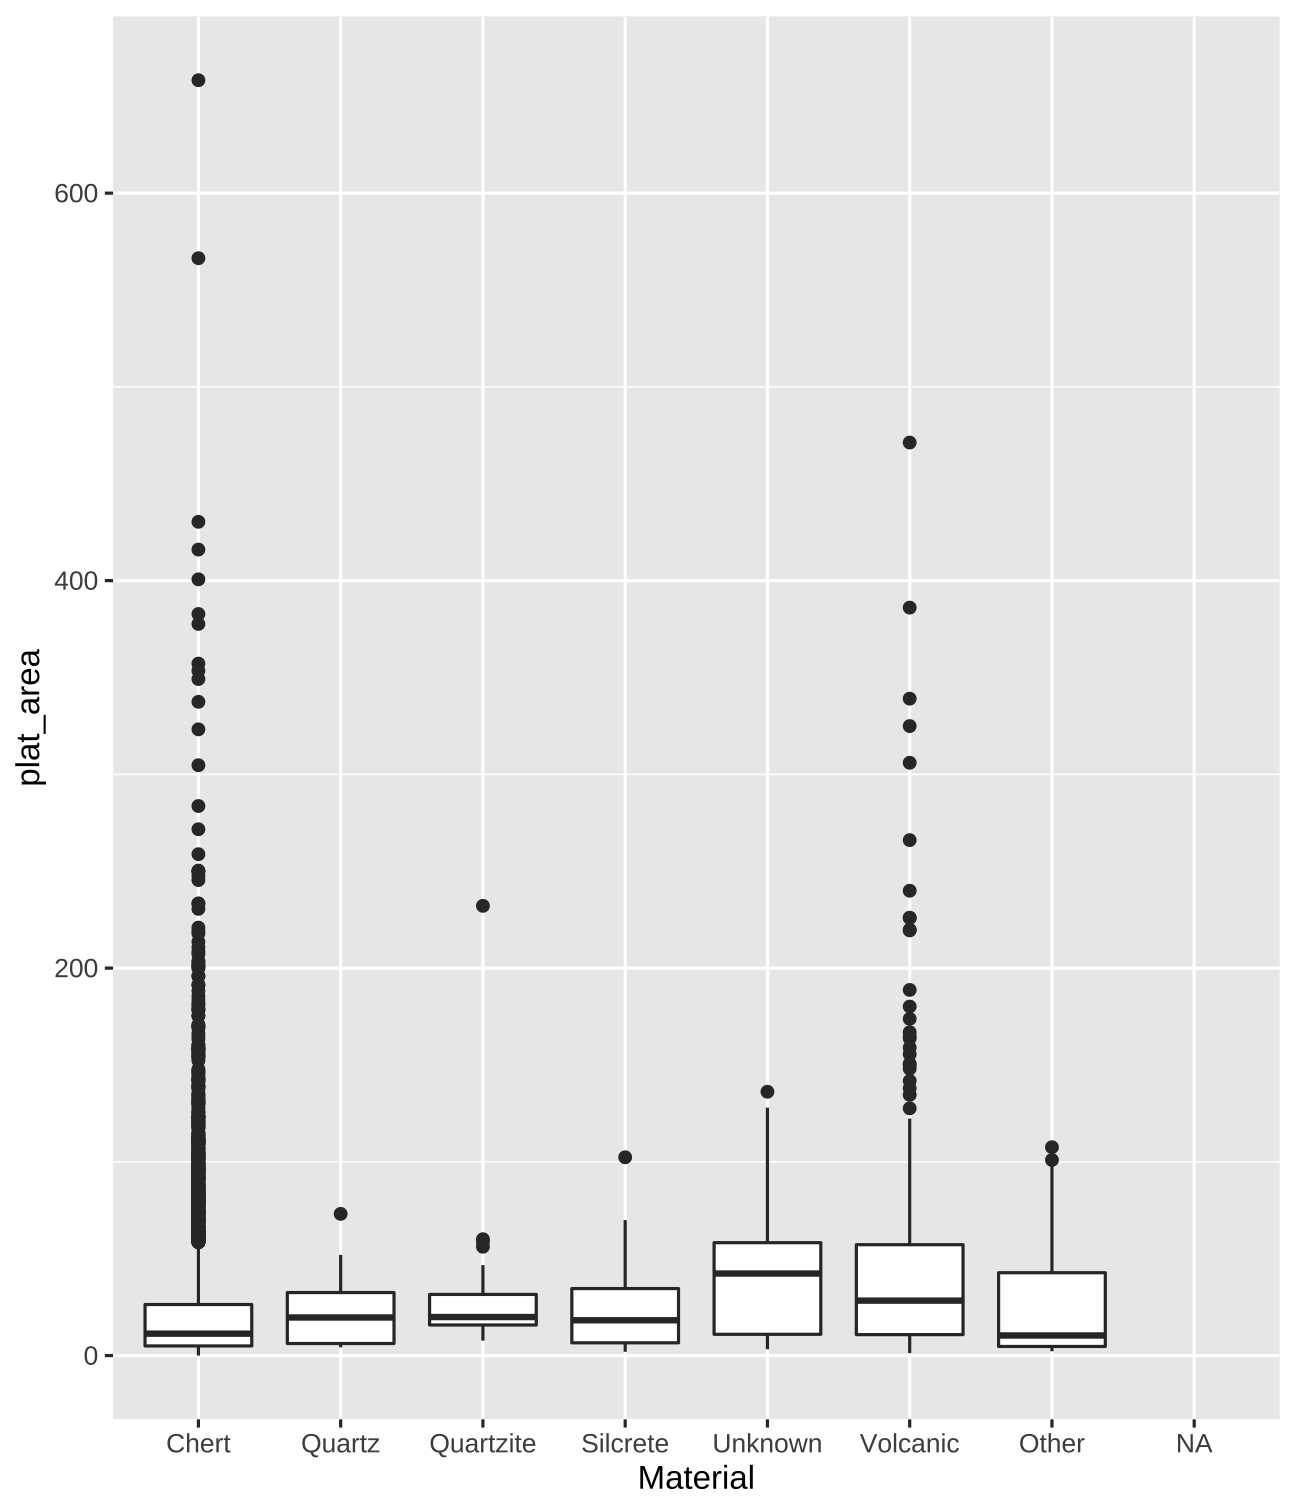 plat_area
600
400
200
0
Chert Quartz Quartzite Silcrete Unknown Volcanic Other NA
Material